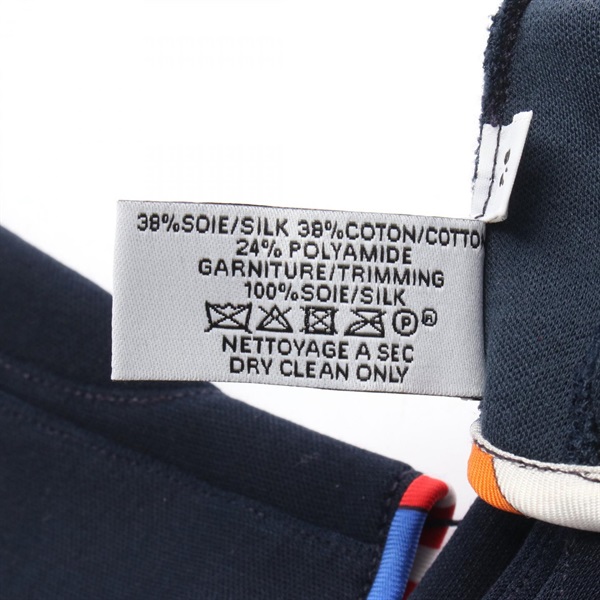 38%SOIE/SILK 38%COTON/COTTO
24% POLYAMIDE
GARNITURE/TRIMMING
100%SOIE/SILK
P®
NETTOYAGE A SEC
DRY CLEAN ONLY